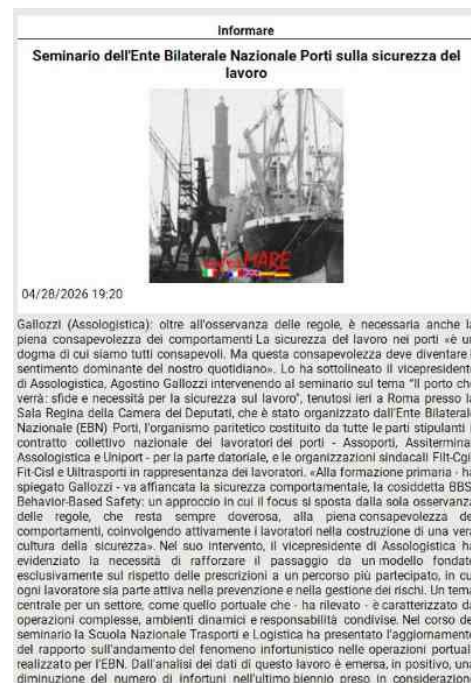 Informare
Seminario dell'Ente Bilaterale Nazionale Porti sulla sicurezza del
lavoro
MARE
04/28/2026 19:20
Gallozzi (Assologistica): oltre all'osservanza delle regole, è necessaria anche la
piena consapevolezza dei comportamenti La sicurezza del lavoro nei porti «è un
dogma di cui siamo tutti consapevoli. Ma questa consapevolezza deve diventare il
sentimento dominante del nostro quotidiano». Lo ha sottolineato il vicepresidente
di Assologistica, Agostino Gallozzi intervenendo al seminario sul tema "Il porto che
verrà: sfide e necessità per la sicurezza sul lavoro", tenutosi ieri a Roma presso la
Sala Regina della Camera dei Deputati, che è stato organizzato dall'Ente Bilaterale
Nazionale (EBN) Porti, l'organismo paritetico costituito da tutte le parti stipulanti il
contratto collettivo nazionale dei lavoratori dei porti - Assoporti, Assiterminal,
Assologistica e Uniport - per la parte datoriale, e le organizzazioni sindacali Filt-Cgil,
Fit-Cisl e Uiltrasporti in rappresentanza dei lavoratori. «Alla formazione primaria - ha
spiegato Gallozzi - va affiancata la sicurezza comportamentale, la cosiddetta BBS,
Behavior-Based Safety: un approccio in cui il focus si sposta dalla sola osservanza
delle regole, che resta sempre doverosa, alla piena consapevolezza dei
comportamenti, coinvolgendo attivamente i lavoratori nella costruzione di una vera
cultura della sicurezza». Nel suo intervento, il vicepresidente di Assologistica ha
evidenziato la necessità di rafforzare il passaggio da un modello fondato
esclusivamente sul rispetto delle prescrizioni a un percorso più partecipato, in cui
ogni lavoratore sia parte attiva nella prevenzione e nella gestione dei rischi. Un tema
centrale per un settore, come quello portuale che - ha rilevato - è caratterizzato da
operazioni complesse, ambienti dinamici e responsabilità condivise. Nel corso del
seminario la Scuola Nazionale Trasporti e Logistica ha presentato l'aggiornamento
del rapporto sull'andamento del fenomeno infortunistico nelle operazioni portuali
realizzato per l'EBN. Dall'analisi dei dati di questo lavoro è emersa, in positivo, una
diminuzione del numero di infortuni nell'ultimo biennio preso in considerazione